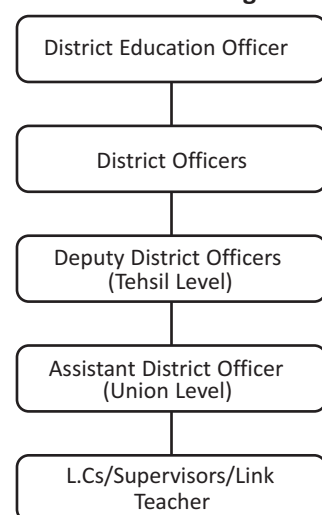 District Education Officer
District Officers
Deputy District Officers
(Tehsil Level)
Assistant District Officer
(Union Level)
L.Cs/Supervisors/Link
Teacher